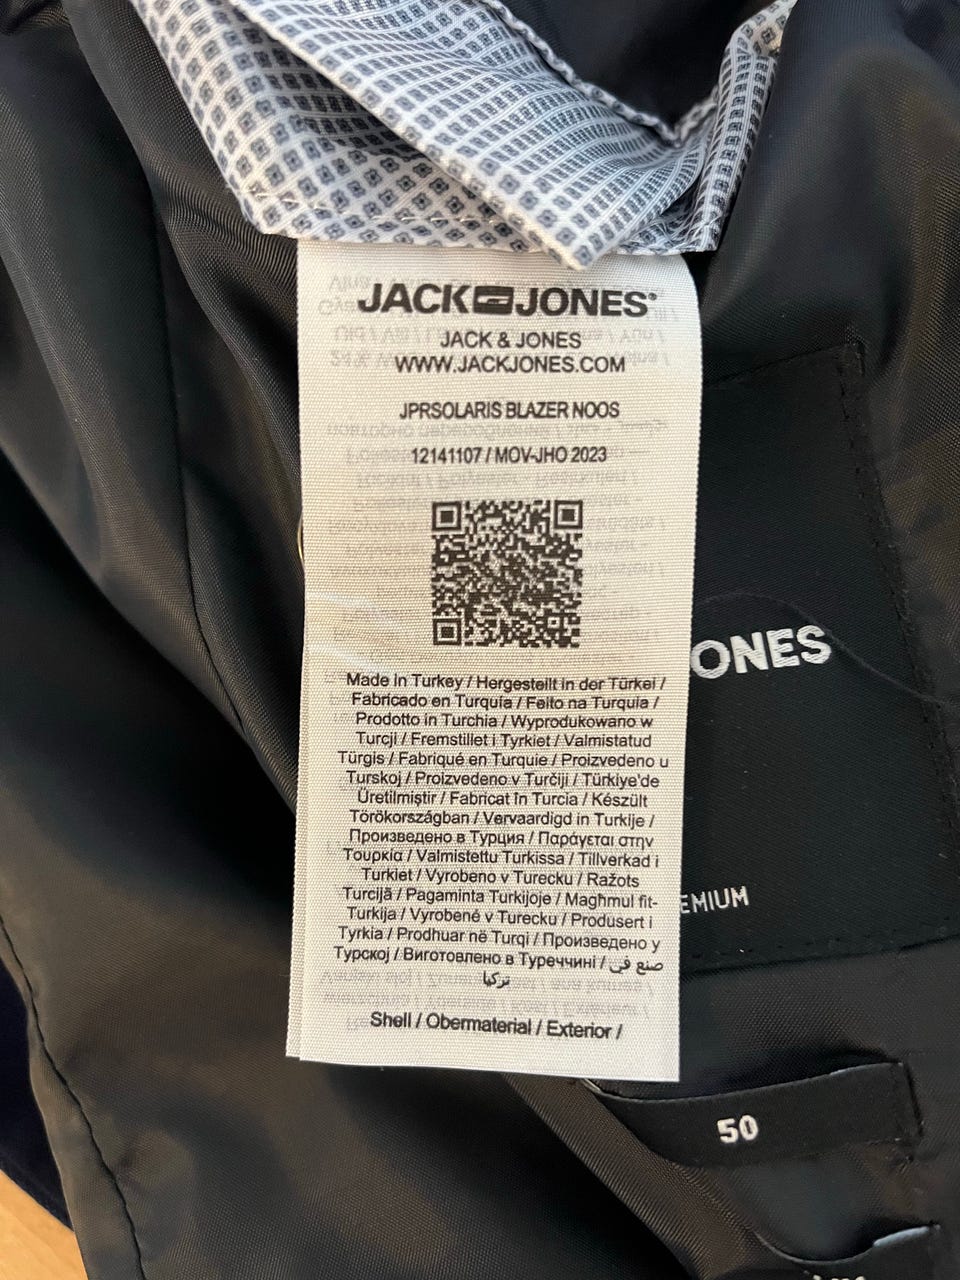 JACK JONES®
JACK & JONES
WWW.JACKJONES.COM
JPRSOLARIS BLAZER NOOS
12141107 / MOV-JHO 2023
Made in Turkey / Hergestellt in der Türkei /
Fabricado en Turquía / Feito na Turquia /
Prodotto in Turchia / Wyprodukowano w
Turcji / Fremstillet i Tyrkiet / Valmistatud
Türgis / Fabriqué en Turquie / Proizvedeno u
Turskoj / Proizvedeno v Turčiji / Türkiye'de
Üretilmiştir / Fabricat în Turcia / Készült
Törökországban / Vervaardigd in Turkije /
Произведено в Турция / Παράγεται στην
Τουρκία / Valmistettu Turkissa / Tillverkad i
Turkiet / Vyrobeno v Turecku / Ražots
Turcijā / Pagaminta Turkijoje / Magħmul fit-
Turkija / Vyrobené v Turecku / Produsert i
Tyrkia / Prodhuar në Turqi / Произведено у
Турској / Виготовлено в Туреччині / صنع في
تركيا
Shell / Obermaterial / Exterior /
ONES
EMIUM
50